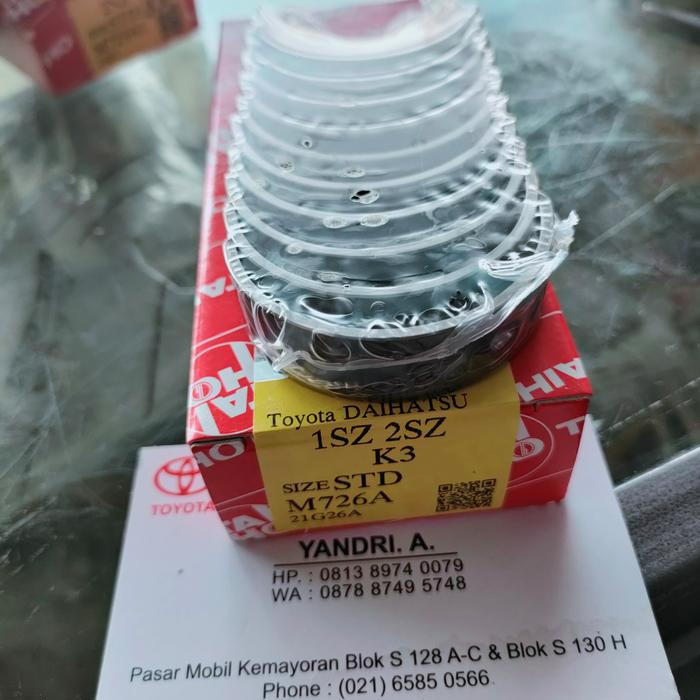 Toyota DAIHATSU
1SZ 2SZ
K3
SIZE STD
M726A
21G26A
TOYOTA
YANDRI. A.
HP. : 0813 8974 0079
WA : 0878 8749 5748
Pasar Mobil Kemayoran Blok S 128 A-C & Blok S 130 H
Phone : (021) 6585 0566